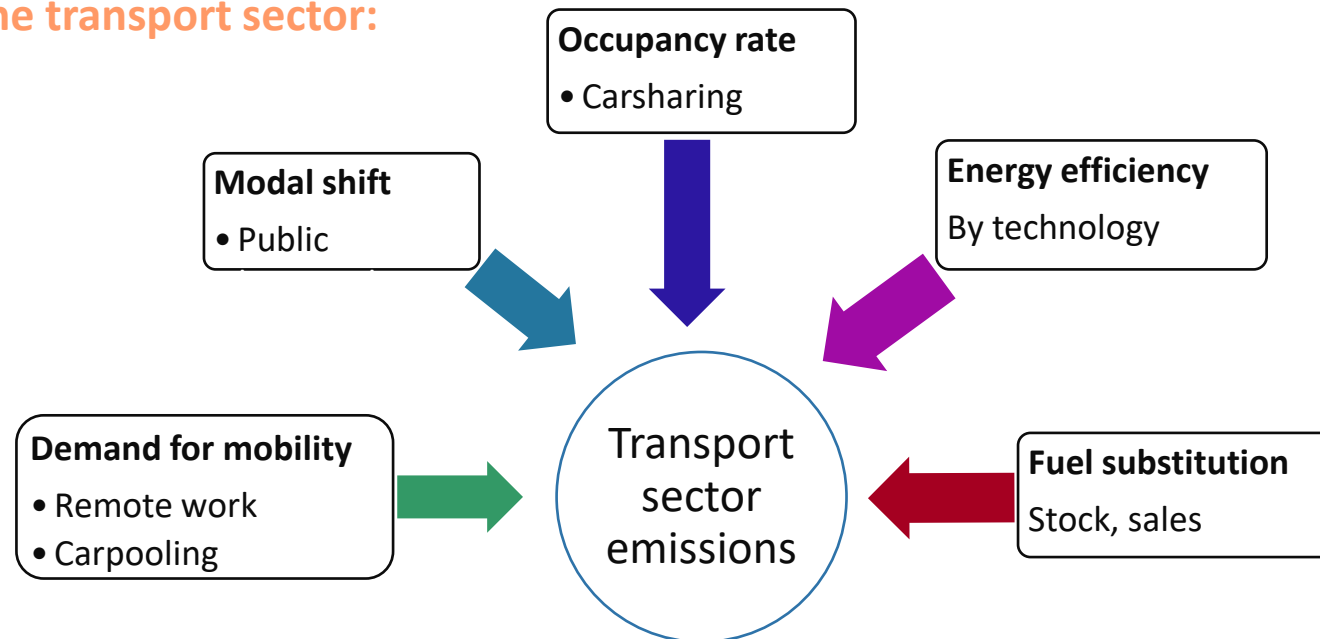 ne transport sector:
Occupancy rate
• Carsharing
Modal shift
• Public
Energy efficiency
By technology
Demand for mobility
• Remote work
• Carpooling
Transport
sector
emissions
Fuel substitution
Stock, sales